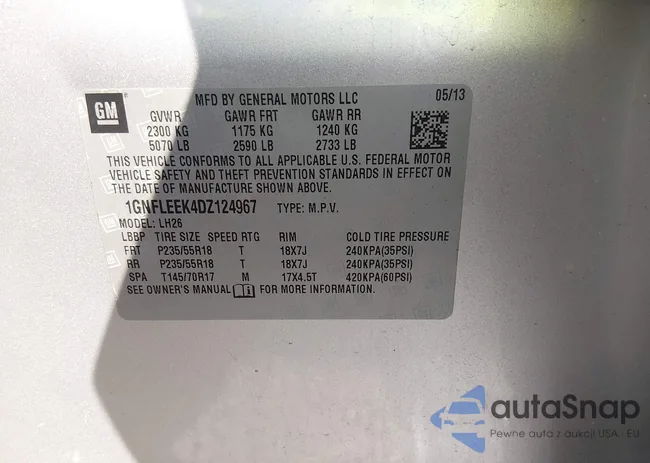 GM
MFD BY GENERAL MOTORS LLC 05/13
GVWR GAWR FRT GAWR RR
2300 KG 1175 KG 1240 KG
5070 LB 2590 LB 2733 LB
THIS VEHICLE CONFORMS TO ALL APPLICABLE U.S. FEDERAL MOTOR
VEHICLE SAFETY AND THEFT PREVENTION STANDARDS IN EFFECT ON
THE DATE OF MANUFACTURE SHOWN ABOVE.
1GNFLEEK4DZ124967 TYPE: M.P.V.
MODEL: LH26
LBBP TIRE SIZE SPEED RTG RIM COLD TIRE PRESSURE
FRT P235/55R18 T 18X7J 240KPA(35PSI)
RR P235/55R18 T 18X7J 240KPA(35PSI)
SPA T145/70R17 M 17X4.5T 420KPA(60PSI)
SEE OWNER'S MANUAL FOR MORE INFORMATION.
autaSnap
Pewne auta z aukcji USA - EU